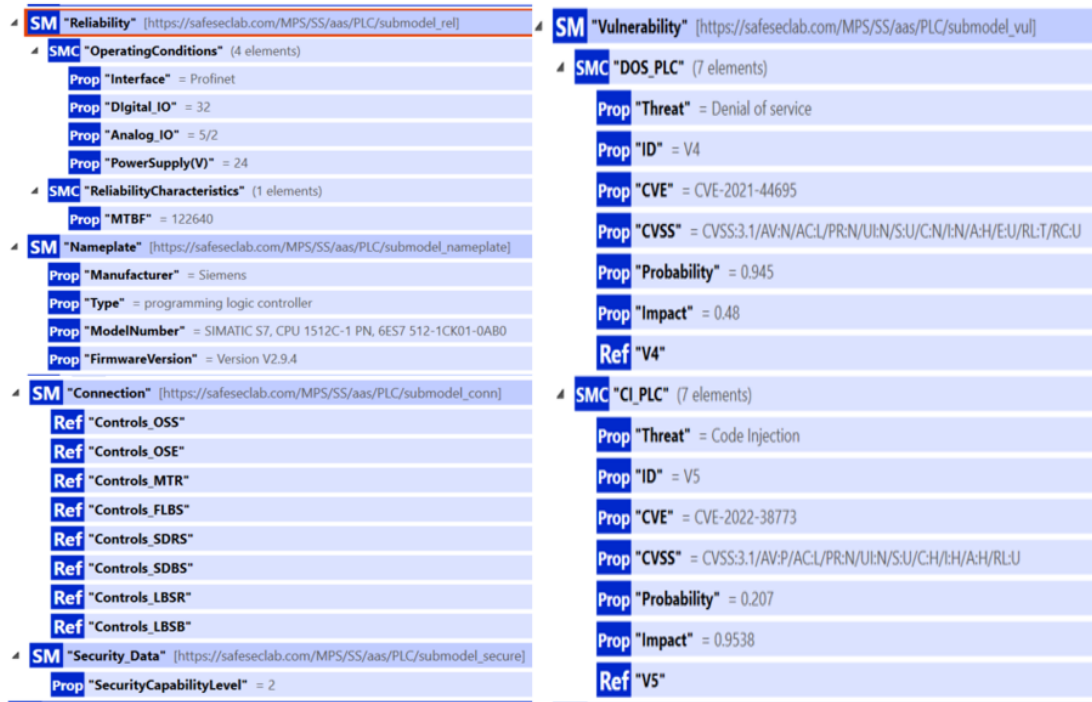 SM "Reliability" [https://safeseclab.com/MPS/SS/aas/PLC/submodel_rel]
SMC "OperatingConditions" (4 elements)
Prop "Interface" = Profinet
Prop "DIgital_IO" = 32
Prop "Analog_IO" = 5/2
Prop "PowerSupply(V)" = 24
SMC "ReliabilityCharacteristics" (1 elements)
Prop "MTBF" = 122640
SM "Nameplate" [https://safeseclab.com/MPS/SS/aas/PLC/submodel_nameplate]
Prop "Manufacturer" = Siemens
Prop "Type" = programming logic controller
Prop "ModelNumber" = SIMATIC S7, CPU 1512C-1 PN, 6ES7 512-1CK01-0AB0
Prop "FirmwareVersion" = Version V2.9.4
SM "Connection" [https://safeseclab.com/MPS/SS/aas/PLC/submodel_conn]
Ref "Controls_OSS"
Ref "Controls_OSE"
Ref "Controls_MTR"
Ref "Controls_FLBS"
Ref "Controls_SDRS"
Ref "Controls_SDBS"
Ref "Controls_LBSR"
Ref "Controls_LBSB"
SM "Security_Data" [https://safeseclab.com/MPS/SS/aas/PLC/submodel_secure]
Prop "SecurityCapabilityLevel" = 2
SM "Vulnerability" [https://safeseclab.com/MPS/SS/aas/PLC/submodel_vul]
SMC "DOS_PLC" (7 elements)
Prop "Threat" = Denial of service
Prop "ID" = V4
Prop "CVE" = CVE-2021-44695
Prop "CVSS" = CVSS:3.1/AV:N/AC:L/PR:N/UI:N/S:U/C:N/I:N/A:H/E:U/RL:T/RC:U
Prop "Probability" = 0.945
Prop "Impact" = 0.48
Ref "V4"
SMC "CI_PLC" (7 elements)
Prop "Threat" = Code Injection
Prop "ID" = V5
Prop "CVE" = CVE-2022-38773
Prop "CVSS" = CVSS:3.1/AV:P/AC:L/PR:N/UI:N/S:U/C:H/I:H/A:H/RL:U
Prop "Probability" = 0.207
Prop "Impact" = 0.9538
Ref "V5"